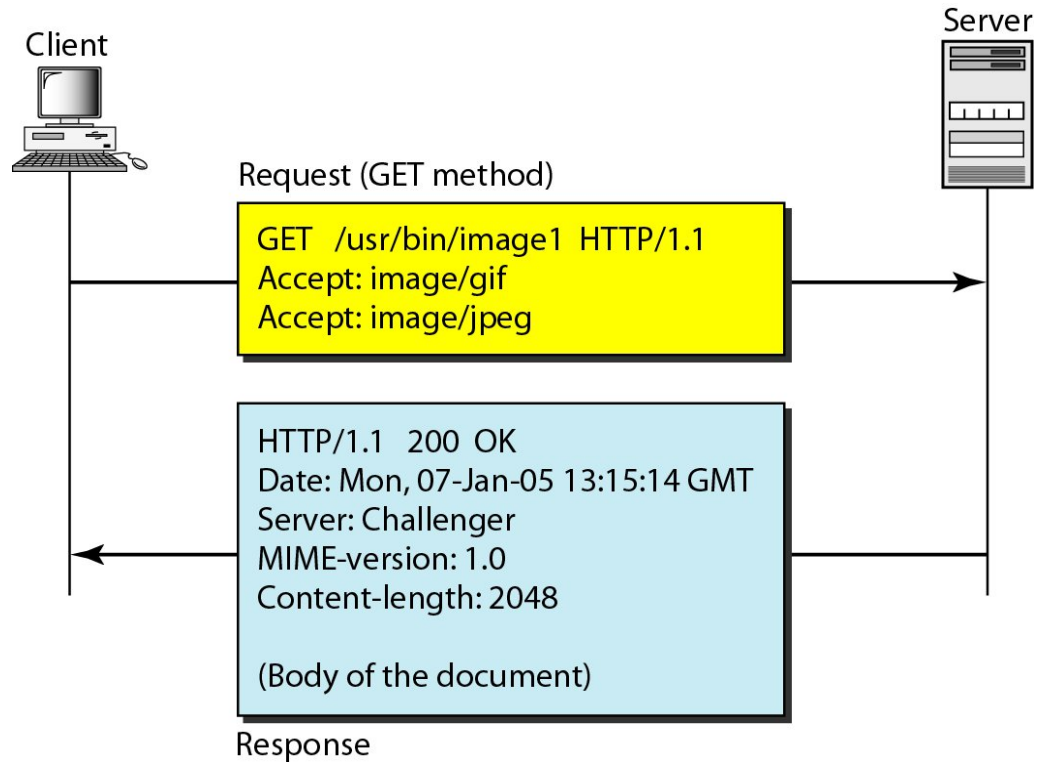 Client
Server
Request (GET method)
GET /usr/bin/image1 HTTP/1.1
Accept: image/gif
Accept: image/jpeg
HTTP/1.1 200 OK
Date: Mon, 07-Jan-05 13:15:14 GMT
Server: Challenger
MIME-version: 1.0
Content-length: 2048
(Body of the document)
Response